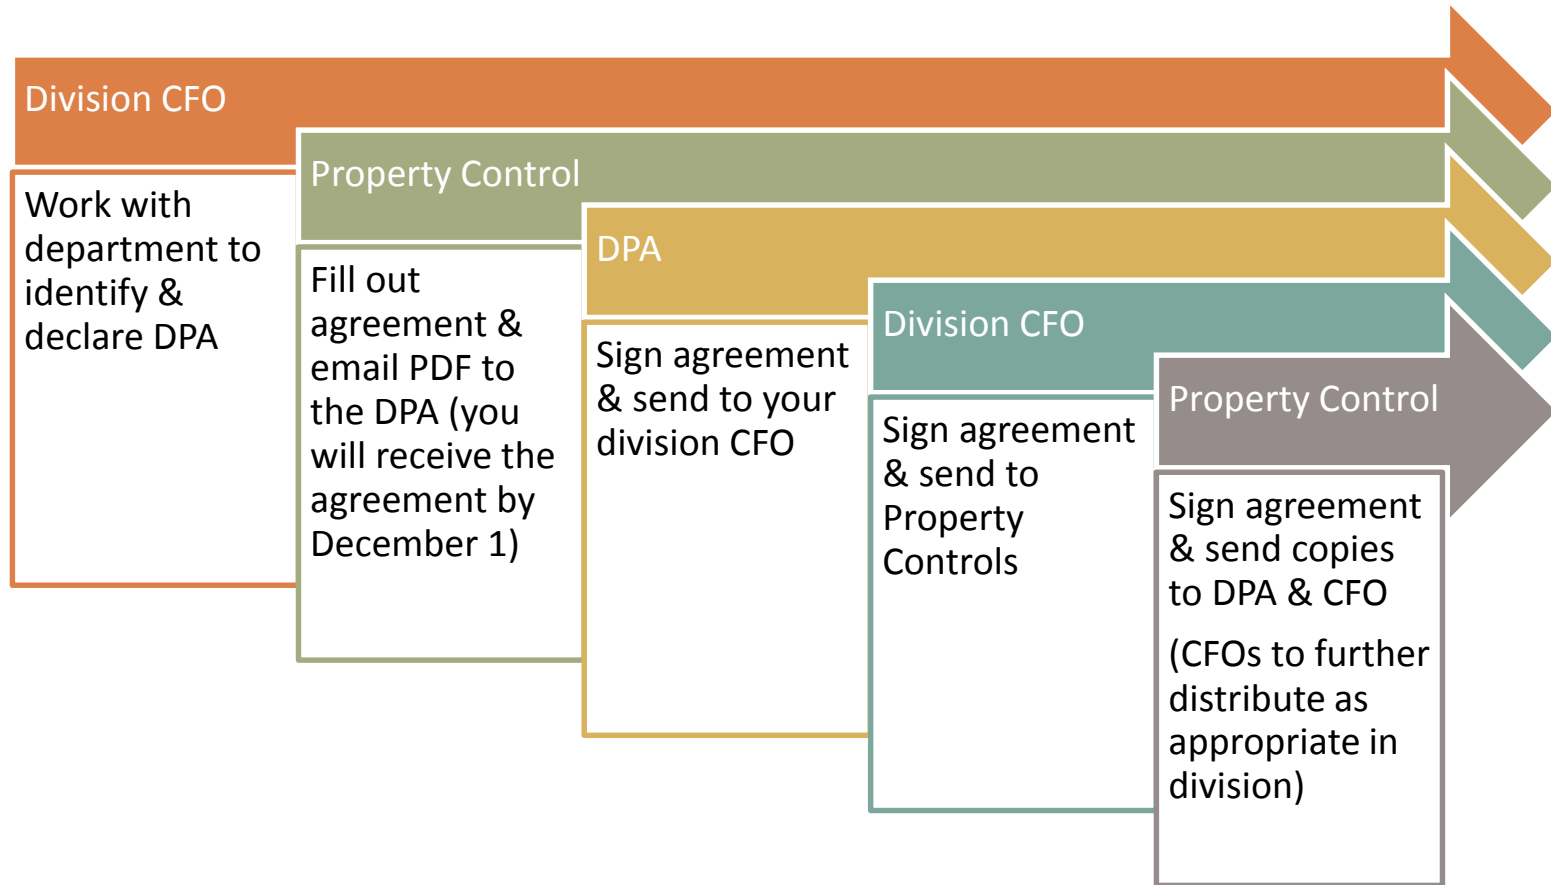 Division CFO
Work with
department to
identify &
declare DPA
Property Control
Fill out
agreement &
email PDF to
the DPA (you
will receive the
agreement by
December 1)
DPA
Sign agreement
& send to your
division CFO
Division CFO
Sign agreement
& send to
Property
Controls
Property Control
Sign agreement
& send copies
to DPA & CFO
(CFOs to further
distribute as
appropriate in
division)